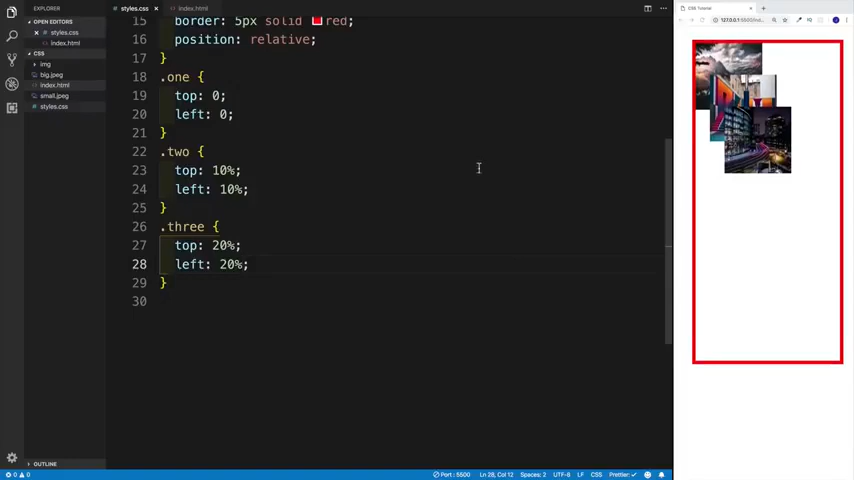 EXPLORER
OPEN EDITORS
styles.css
index.html
CSS
img
big.jpeg
index.html
small.jpeg
styles.css
OUTLINE
styles.css
index.html
15 border: 5px solid red;
16 position: relative;
17 }
18 .one {
19 top: 0;
20 left: 0;
21 }
22 .two {
23 top: 10%;
24 left: 10%;
25 }
26 .three {
27 top: 20%;
28 left: 20%;
29 }
30
0 0 Port : 5500 Ln 28, Col 12 Spaces: 2 UTF-8 LF CSS Prettier
CSS Tutorial